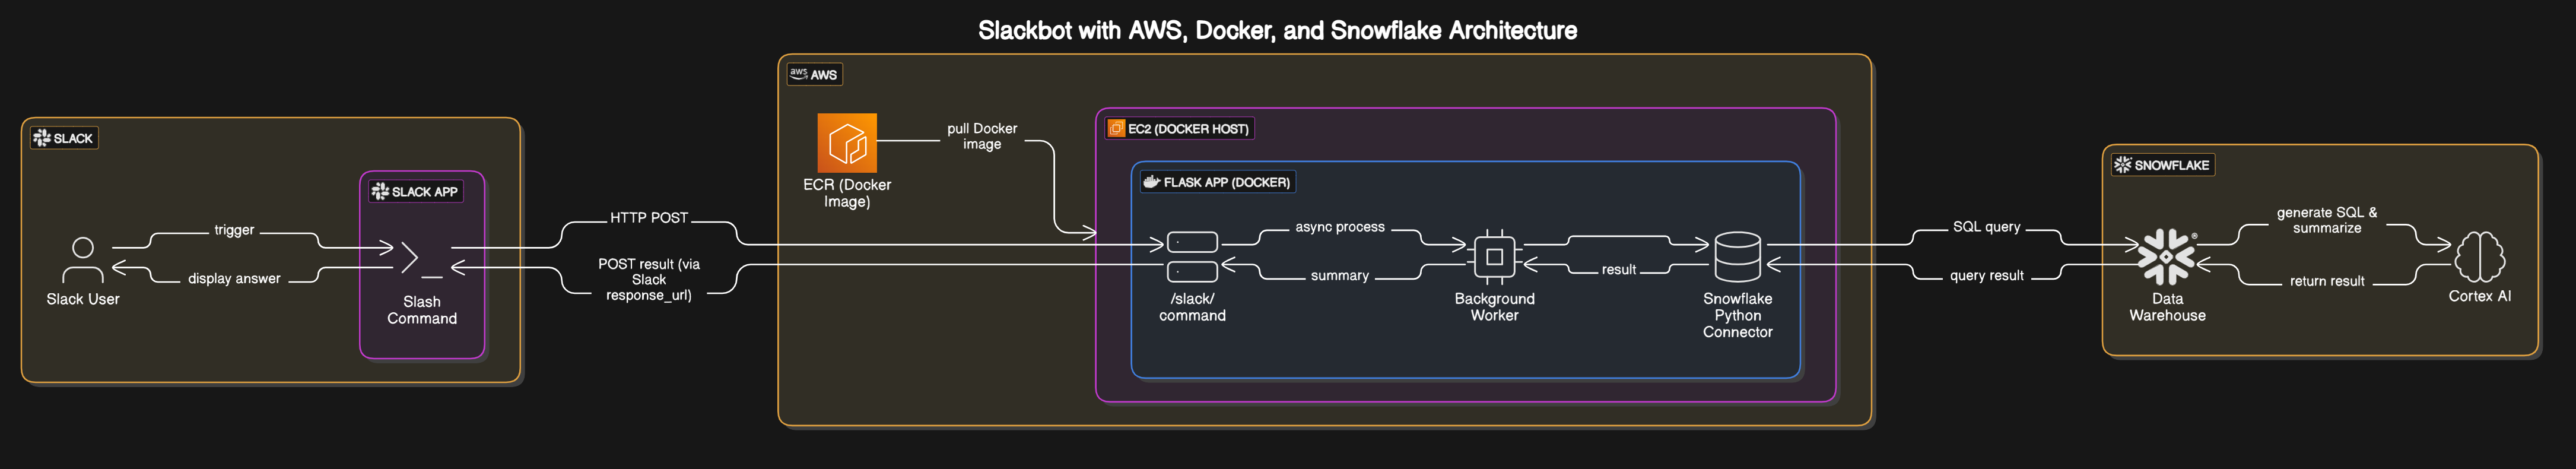 Slackbot with AWS, Docker, and Snowflake Architecture
SLACK
Slack User
trigger
display answer
SLACK APP
Slash
Command
HTTP POST
POST result (via
Slack
response_url)
aws AWS
ECR (Docker
Image)
pull Docker
image
EC2 (DOCKER HOST)
FLASK APP (DOCKER)
/slack/
command
async process
summary
Background
Worker
result
Snowflake
Python
Connector
SQL query
query result
SNOWFLAKE
®
Data
Warehouse
generate SQL &
summarize
return result
Cortex AI